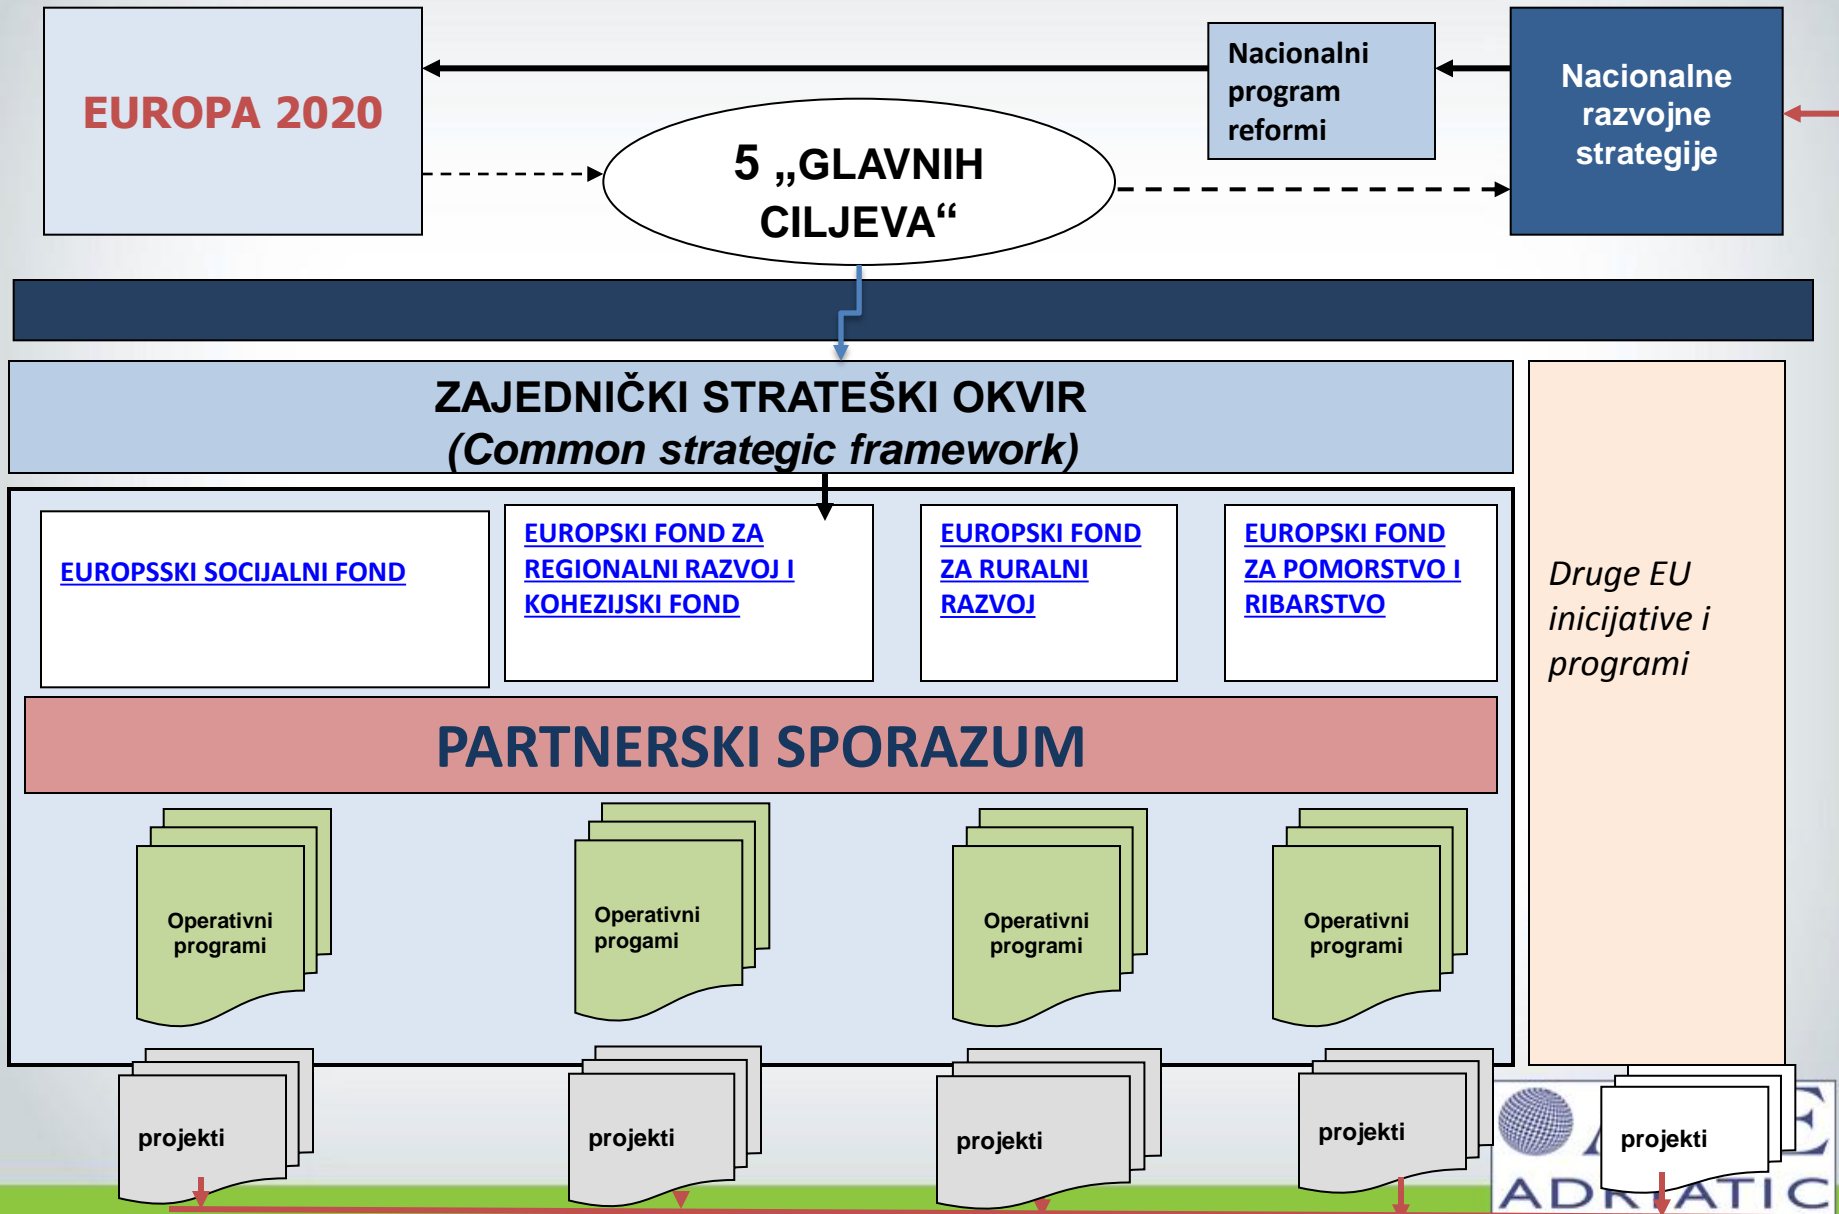 EUROPA 2020
5 „GLAVNIH
CILJEVA“
Nacionalni
program
reformi
Nacionalne
razvojne
strategije
ZAJEDNIČKI STRATEŠKI OKVIR
(Common strategic framework)
EUROPSSKI SOCIJALNI FOND
EUROPSKI FOND ZA
REGIONALNI RAZVOJ I
KOHEZIJSKI FOND
EUROPSKI FOND
ZA RURALNI
RAZVOJ
EUROPSKI FOND
ZA POMORSTVO I
RIBARSTVO
Druge EU
inicijative i
programi
PARTNERSKI SPORAZUM
Operativni
programi
Operativni
progami
Operativni
programi
Operativni
programi
projekti
projekti
projekti
projekti
projekti
ADRIATIC